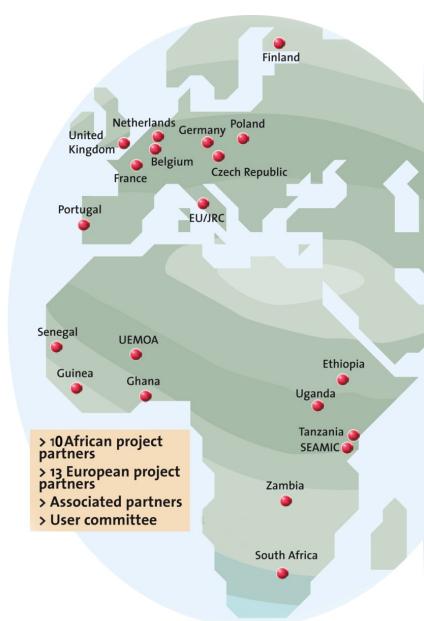 Finland
Netherlands
Germany
Poland
United
Kingdom
Belgium
Czech Republic
France
Portugal
EU/JRC
Senegal
UEMOA
Ethiopia
Guinea
Ghana
Uganda
Tanzania
SEAMIC
> 10 African project
partners
> 13 European project
partners
> Associated partners
> User committee
Zambia
South Africa